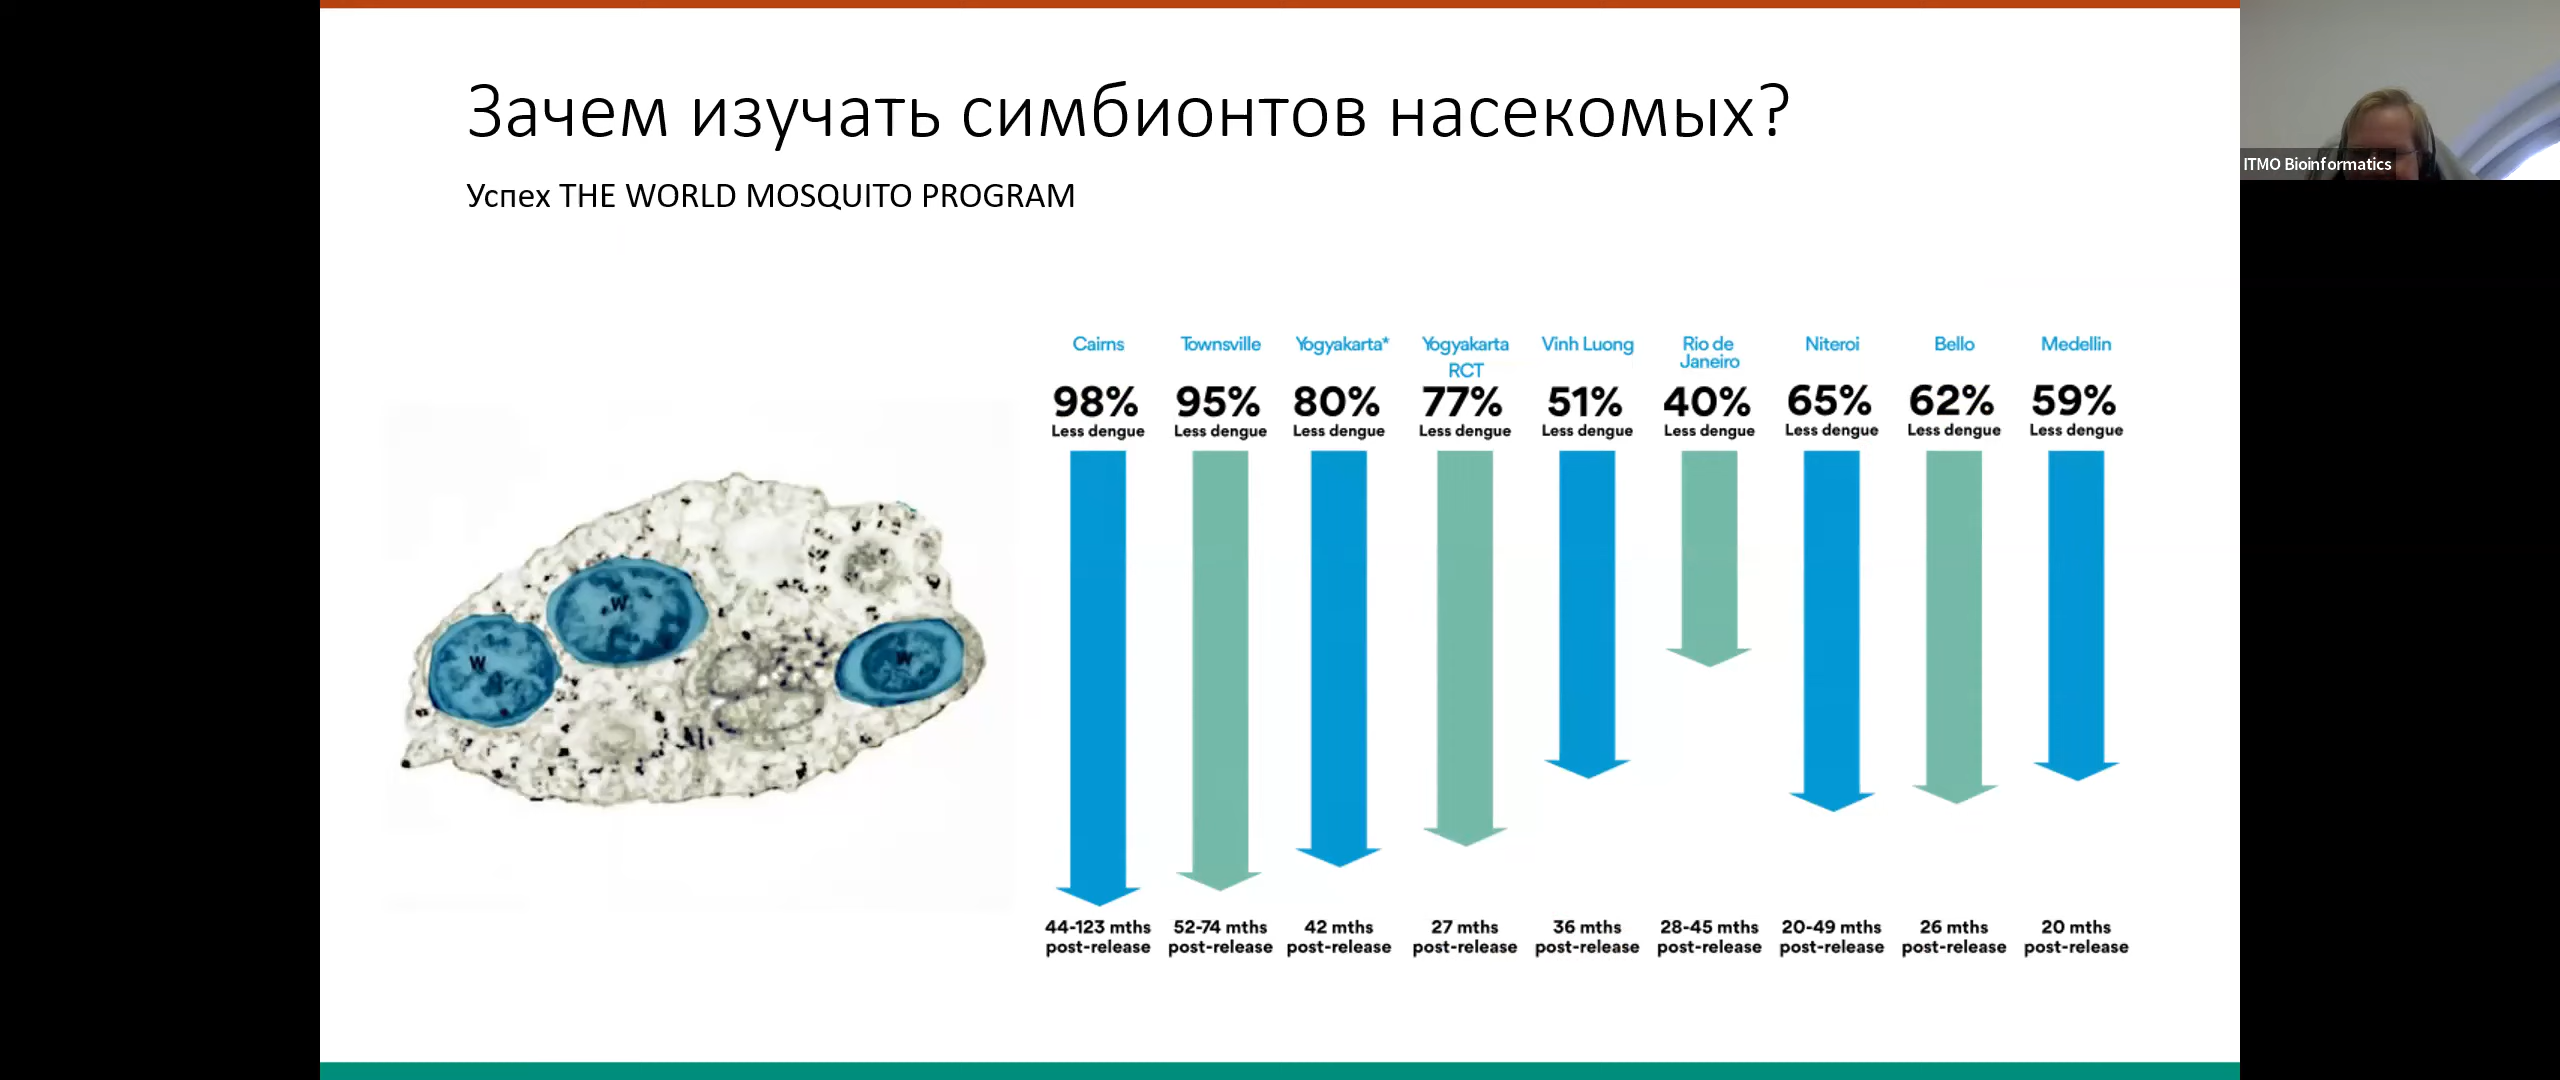 Зачем изучать симбионтов насекомых?
Успех THE WORLD MOSQUITO PROGRAM
ITMO Bioinformatics
W
W
W
Cairns
98%
Less dengue
44-123 mths
post-release
Townsville
95%
Less dengue
52-74 mths
post-release
Yogyakarta*
80%
Less dengue
42 mths
post-release
Yogyakarta
RCT
77%
Less dengue
27 mths
post-release
Vinh Luong
51%
Less dengue
36 mths
post-release
Rio de
Janeiro
40%
Less dengue
28-45 mths
post-release
Niteroi
65%
Less dengue
20-49 mths
post-release
Bello
62%
Less dengue
26 mths
post-release
Medellin
59%
Less dengue
20 mths
post-release